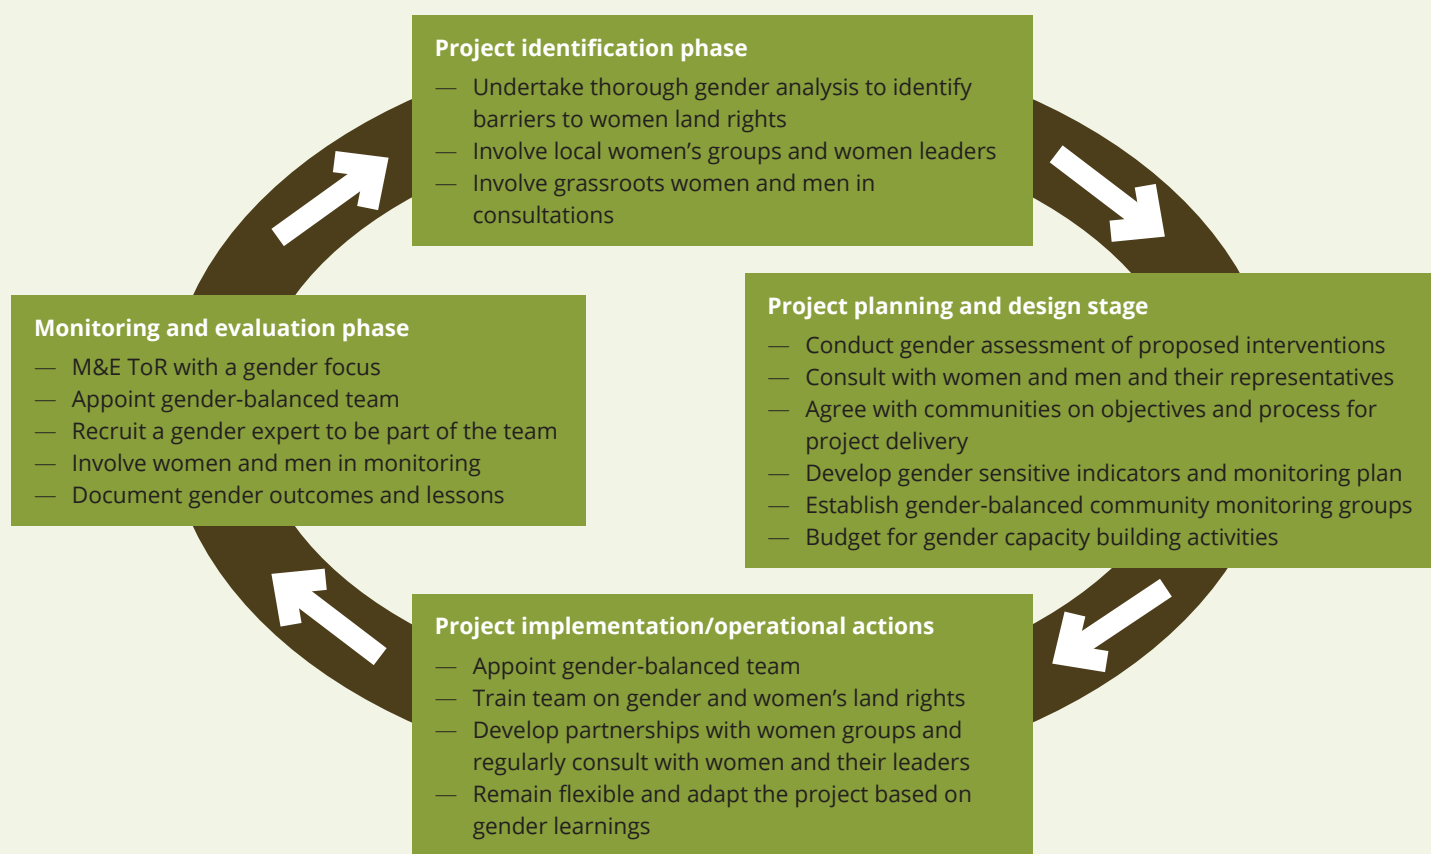 Project identification phase
— Undertake thorough gender analysis to identify
barriers to women land rights
— Involve local women's groups and women leaders
— Involve grassroots women and men in
consultations
Project planning and design stage
— Conduct gender assessment of proposed interventions
— Consult with women and men and their representatives
— Agree with communities on objectives and process for
project delivery
— Develop gender sensitive indicators and monitoring plan
— Establish gender-balanced community monitoring groups
— Budget for gender capacity building activities
Project implementation/operational actions
— Appoint gender-balanced team
— Train team on gender and women's land rights
— Develop partnerships with women groups and
regularly consult with women and their leaders
— Remain flexible and adapt the project based on
gender learnings
Monitoring and evaluation phase
— M&E ToR with a gender focus
— Appoint gender-balanced team
— Recruit a gender expert to be part of the team
— Involve women and men in monitoring
— Document gender outcomes and lessons